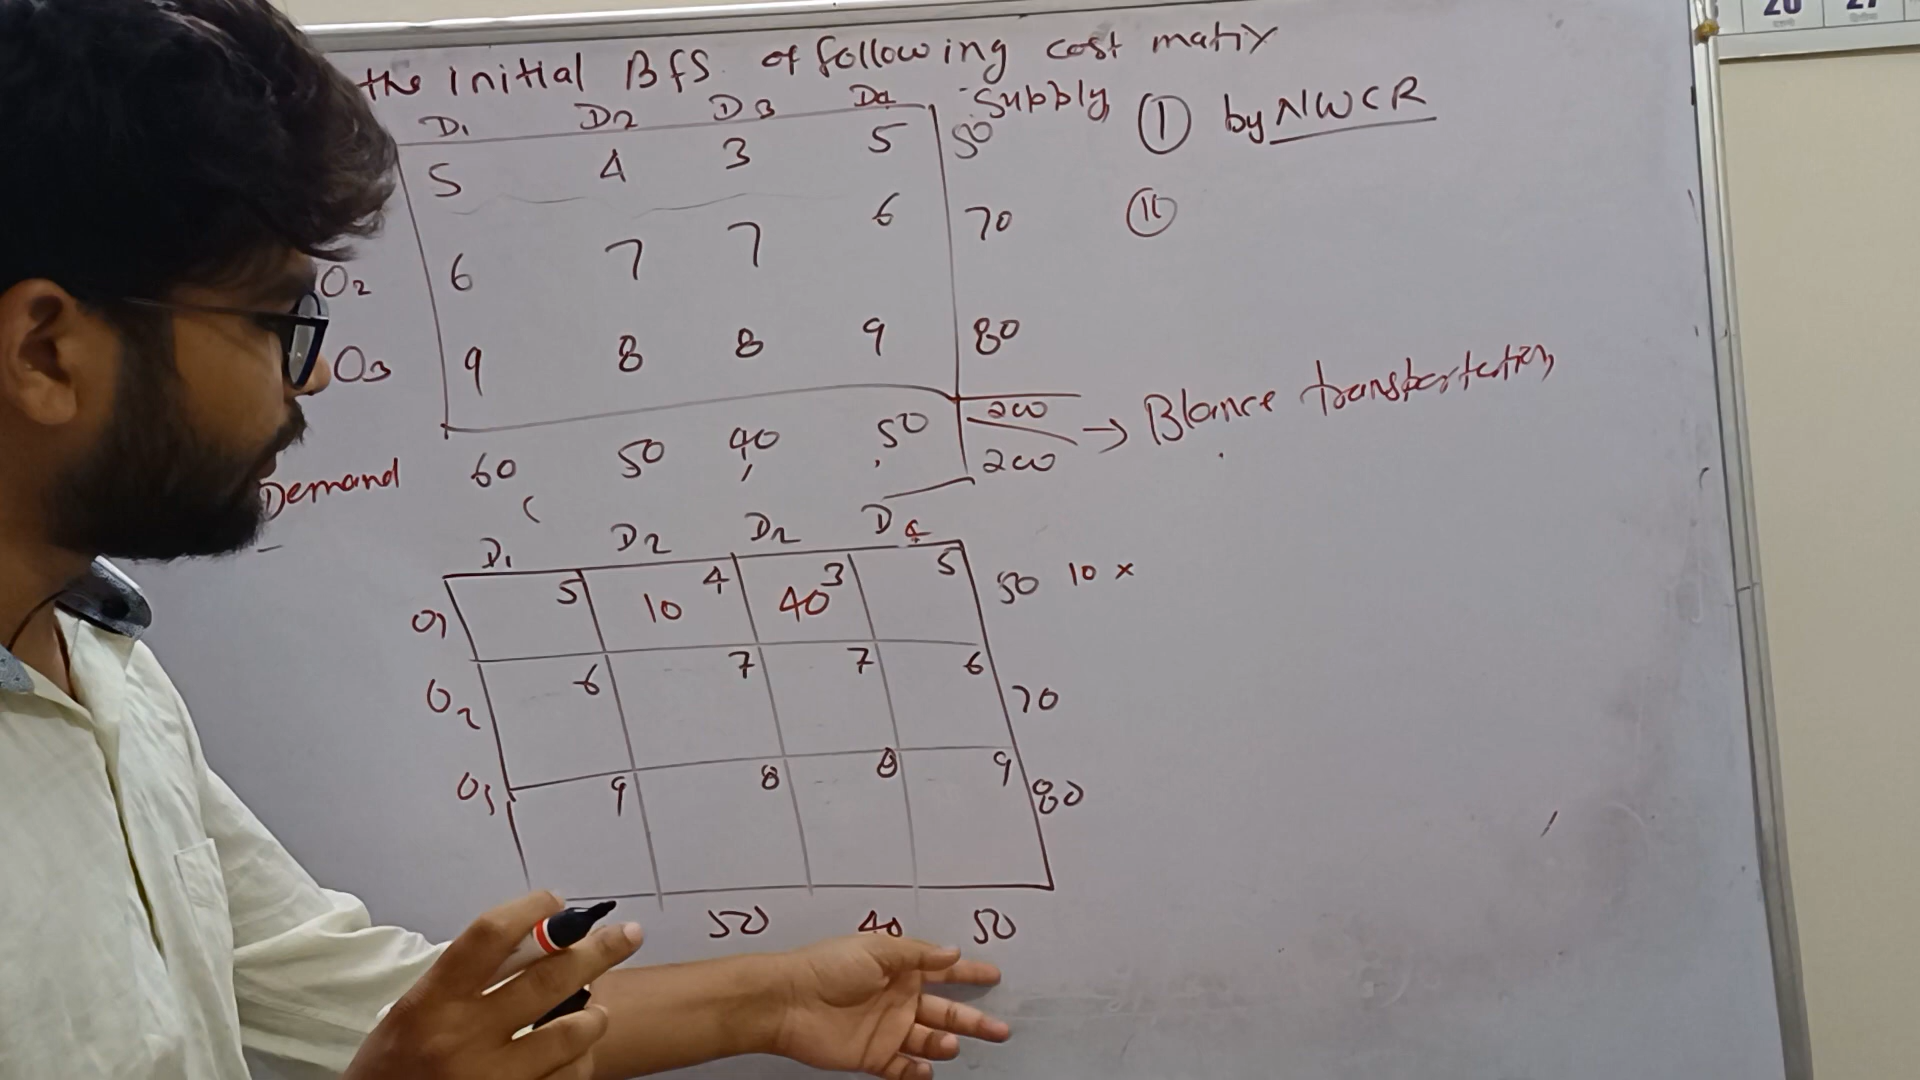 the initial BFS of following cost matix
D1 D2 D3 D4 Supply ① by NWCR
5 4 3 5 50
6 70 ⑪
O2 6 7 7
O3 9 8 8 9 80
Demand 60 50 40 50 200 → Blance transportation
200
D1 D2 D2 D4
O1 5 10 4 40 3 5 50 10 ×
O2 6 7 7 6 70
O3 9 8 8 9 80
50 40 50